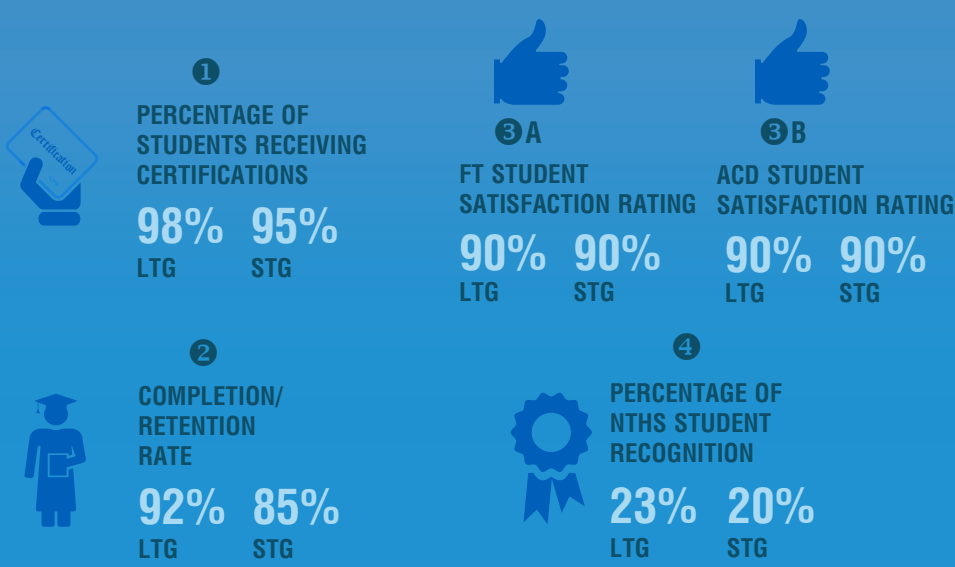 ❶
PERCENTAGE OF
STUDENTS RECEIVING
CERTIFICATIONS
98% 95%
LTG STG
Certification
❸A
FT STUDENT
SATISFACTION RATING
90% 90%
LTG STG
❸B
ACD STUDENT
SATISFACTION RATING
90% 90%
LTG STG
❷
COMPLETION/
RETENTION
RATE
92% 85%
LTG STG
❹
PERCENTAGE OF
NTHS STUDENT
RECOGNITION
23% 20%
LTG STG